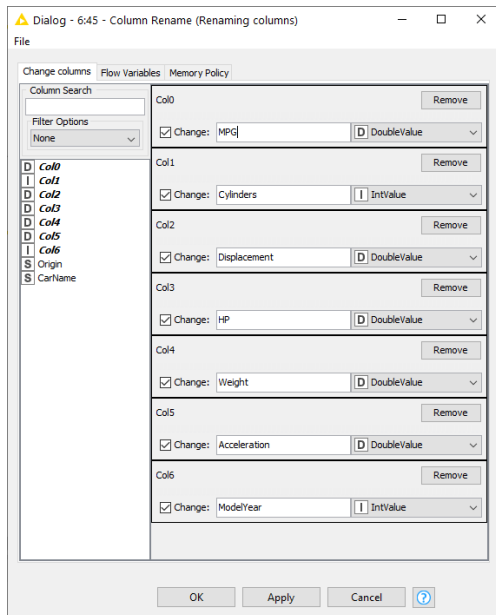 Dialog - 6:45 - Column Rename (Renaming columns)
File
Change columns Flow Variables Memory Policy
Column Search
Filter Options
None
D Col0
I Col1
D Col2
D Col3
D Col4
D Col5
I Col6
S Origin
S CarName
Col0 Remove
Change: MPG D DoubleValue
Col1 Remove
Change: Cylinders I IntValue
Col2 Remove
Change: Displacement D DoubleValue
Col3 Remove
Change: HP D DoubleValue
Col4 Remove
Change: Weight D DoubleValue
Col5 Remove
Change: Acceleration D DoubleValue
Col6 Remove
Change: ModelYear I IntValue
OK Apply Cancel ?